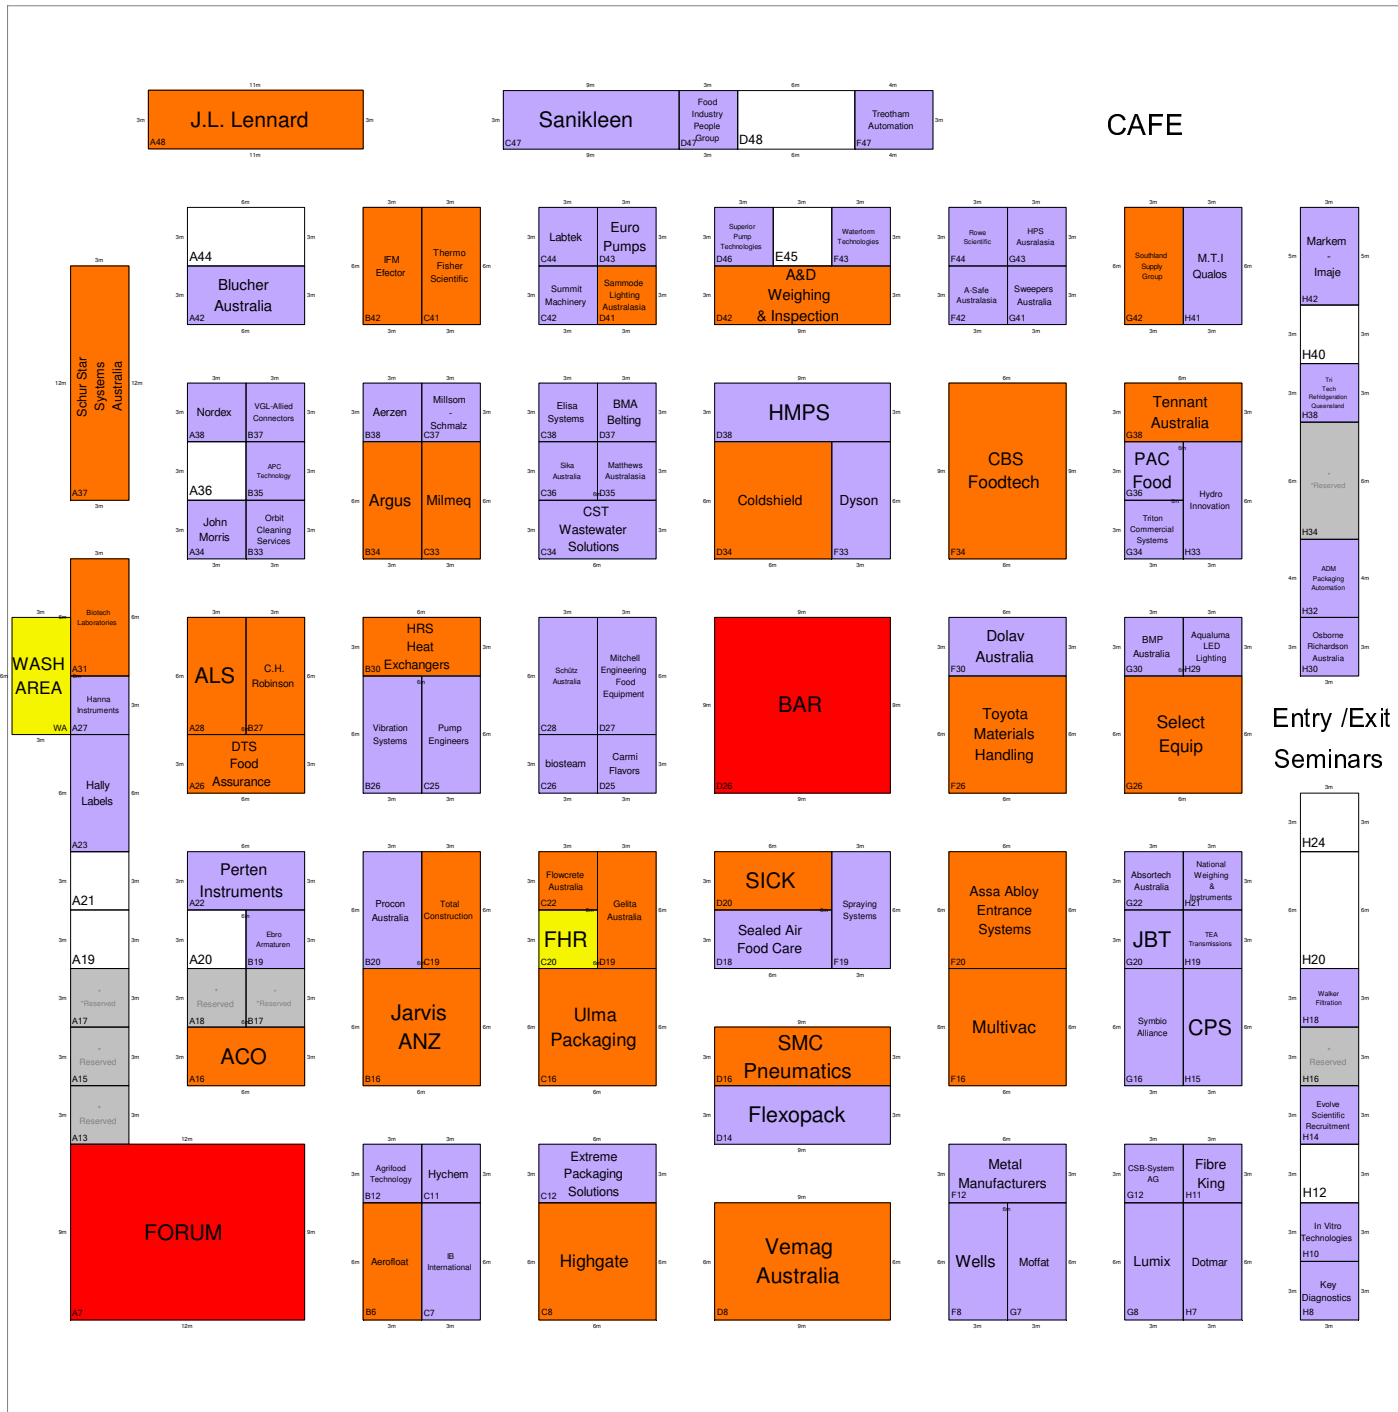 J.L. Lennard
A48
Sanikleen
C47
Food
Industry
People
Group
D47
D48
Treotham
Automation
F47
CAFE
A44
Blucher
Australia
A42
IFM
Efector
B42
Thermo
Fisher
Scientific
C41
Labtek
C44
Euro
Pumps
D43
Summit
Machinery
C42
Sammode
Lighting
Australasia
D41
Superior
Pump
Technologies
D46
E45
Waterform
Technologies
F43
A&D
Weighing
& Inspection
D42
Rowe
Scientific
F44
HPS
Ausralasia
G43
A-Safe
Australasia
F42
Sweepers
Australia
G41
Southland
Supply
Group
G42
M.T.I
Qualos
H41
Markem
-
Imaje
H42
H40
Tri
Tech
Refridgeration
Queensland
H38
*
*Reserved
H34
ADM
Packaging
Automation
H32
Osborne
Richardson
Australia
H30
Schur Star
Systems
Australia
A37
Nordex
A38
VGL-Allied
Connectors
B37
A36
APC
Technology
B35
John
Morris
A34
Orbit
Cleaning
Services
B33
Aerzen
B38
Millsom
-
Schmalz
C37
Argus
B34
Milmeq
C33
Elisa
Systems
C38
BMA
Belting
D37
Sika
Australia
C36
Matthews
Australasia
D35
CST
Wastewater
Solutions
C34
HMPS
D38
Coldshield
D34
Dyson
F33
CBS
Foodtech
F34
Tennant
Australia
G38
PAC
Food
G36
Triton
Commercial
Systems
G34
Hydro
Innovation
H33
Biotech
Laboratories
A31
WASH
AREA
WA
Hanna
Instruments
A27
Hally
Labels
A23
ALS
A28
C.H.
Robinson
B27
DTS
Food
Assurance
A26
HRS
Heat
Exchangers
B30
Vibration
Systems
B26
Pump
Engineers
C25
Schütz
Australia
C28
Mitchell
Engineering
Food
Equipment
D27
biosteam
C26
Carmi
Flavors
D25
BAR
D26
Dolav
Australia
F30
Toyota
Materials
Handling
F26
BMP
Australia
G30
Aqualuma
LED
Lighting
H29
Select
Equip
G26
Entry /Exit
Seminars
H24
H20
Walker
Filtration
H18
*
*Reserved
H16
Evolve
Scientific
Recruitment
H14
H12
In Vitro
Technologies
H10
Key
Diagnostics
H8
A21
A19
*
*Reserved
A17
*
Reserved
A15
*
Reserved
A13
Perten
Instruments
A22
A20
Ebro
Armaturen
B19
*
Reserved
A18
*
*Reserved
B17
ACO
A16
Procon
Australia
B20
Total
Construction
C19
Jarvis
ANZ
B16
Flowcrete
Australia
C22
FHR
C20
Gelita
Australia
D19
Ulma
Packaging
C16
SICK
D20
Sealed Air
Food Care
D18
Spraying
Systems
F19
SMC
Pneumatics
D16
Flexopack
D14
Assa Abloy
Entrance
Systems
F20
Multivac
F16
Absortech
Australia
G22
National
Weighing
&
Instruments
H21
JBT
G20
TEA
Transmissions
H19
Symbio
Alliance
G16
CPS
H15
FORUM
A7
Agrifood
Technology
B12
Hychem
C11
Aerofloat
B6
IB
International
C7
Extreme
Packaging
Solutions
C12
Highgate
C8
Vemag
Australia
D8
Metal
Manufacturers
F12
Wells
F8
Moffat
G7
CSB-System
AG
G12
Fibre
King
H11
Lumix
G8
Dotmar
H7